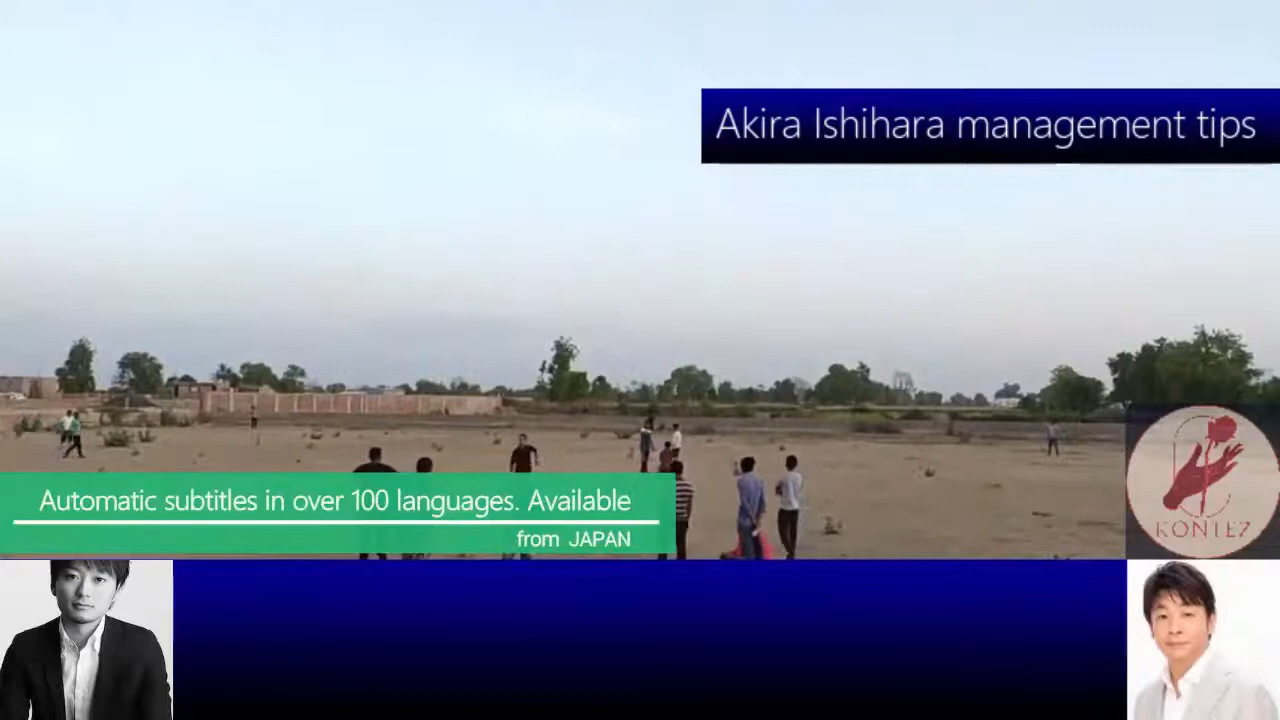 Akira Ishihara management tips
Automatic subtitles in over 100 languages. Available
from JAPAN
KONTEZ